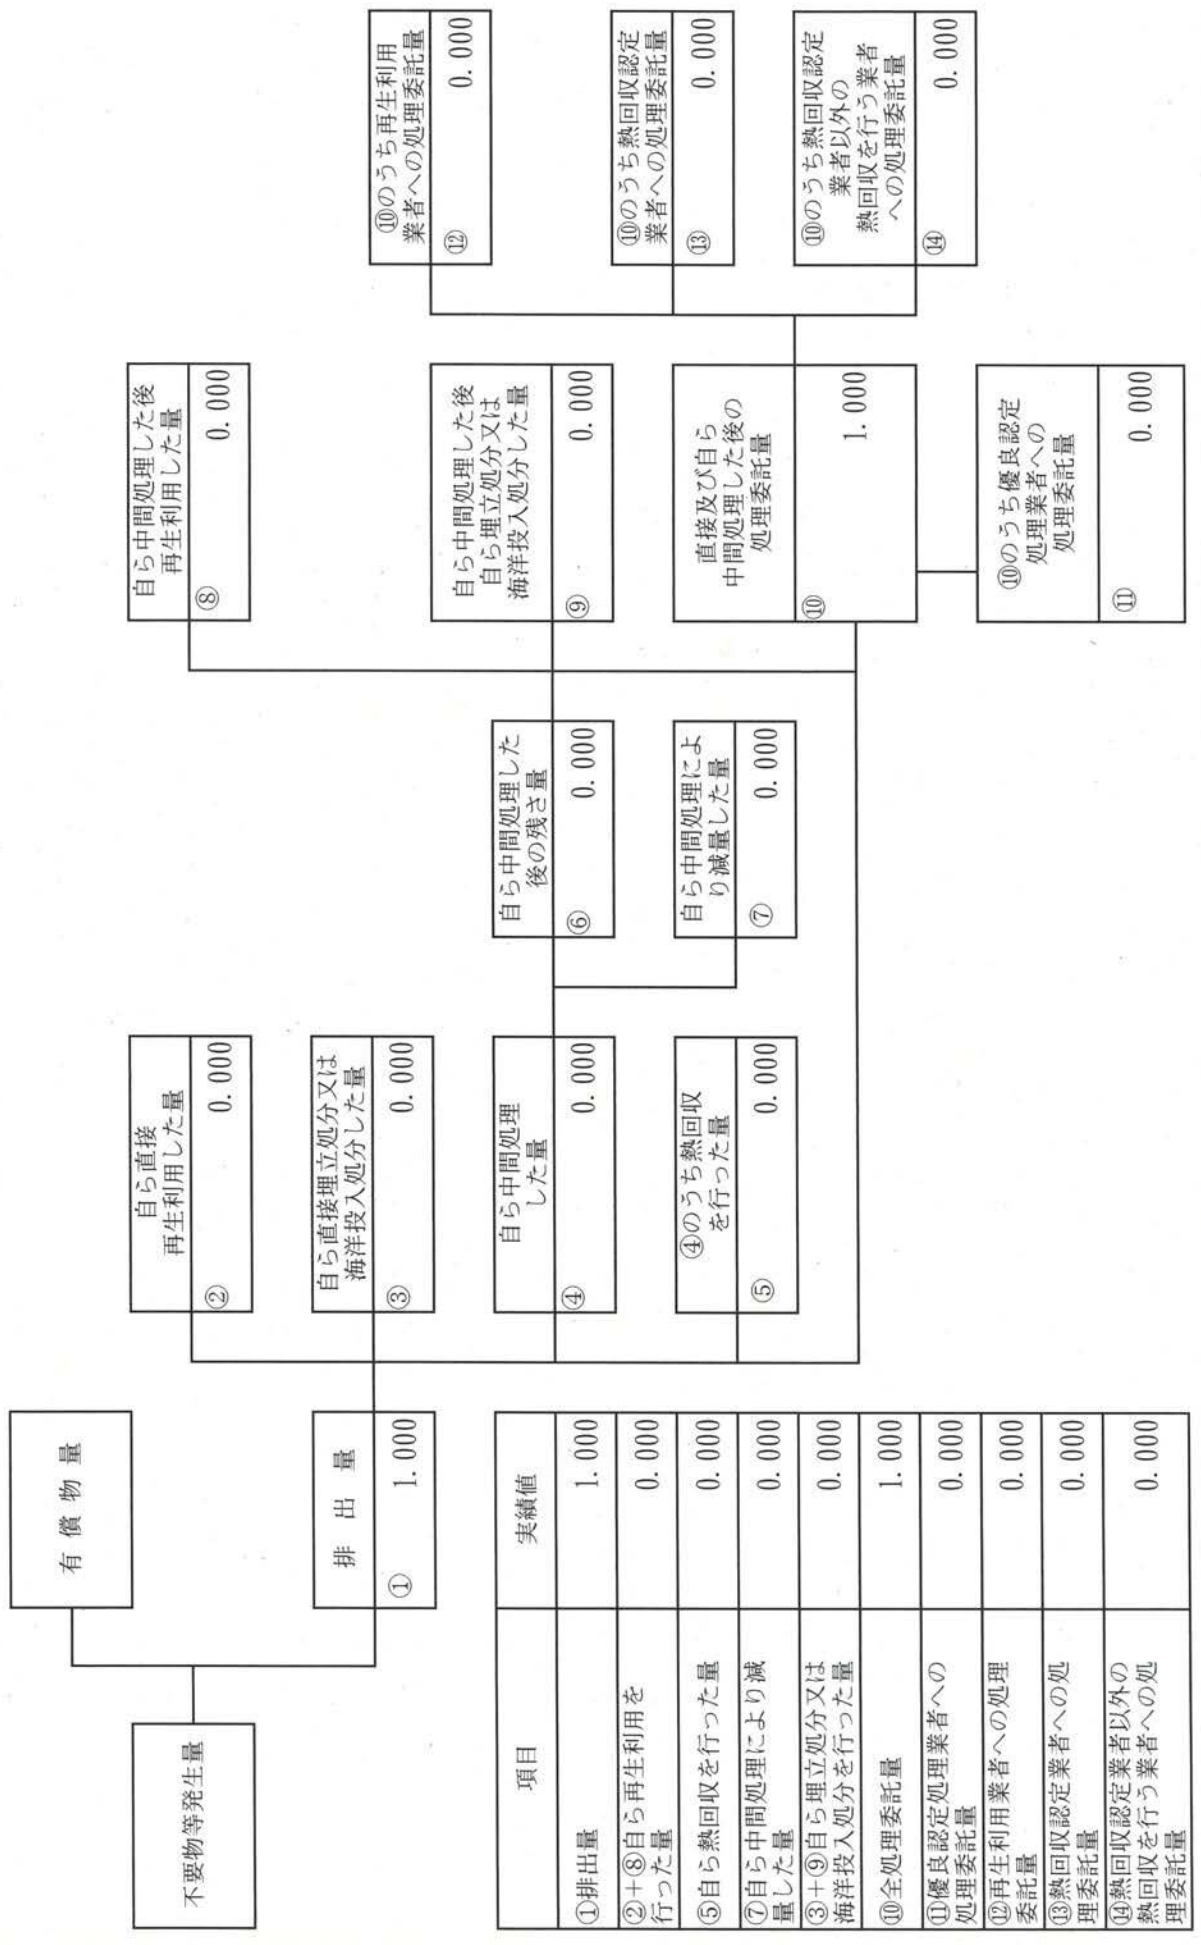 不要物等発生量
有償物量
排出量
① 1.000
自ら直接
再生利用した量
② 0.000
自ら直接埋立処分又は
海洋投入処分した量
③ 0.000
自ら中間処理
した量
④ 0.000
④のうち熱回収
を行った量
⑤ 0.000
自ら中間処理した
後の残さ量
⑥ 0.000
自ら中間処理によ
り減量した量
⑦ 0.000
自ら中間処理した後
再生利用した量
⑧ 0.000
自ら中間処理した後
自ら埋立処分又は
海洋投入処分した量
⑨ 0.000
直接及び自ら
中間処理した後の
処理委託量
⑩ 1.000
⑩のうち優良認定
処理業者への
処理委託量
⑪ 0.000
⑩のうち再生利用
業者への処理委託量
⑫ 0.000
⑩のうち熱回収認定
業者への処理委託量
⑬ 0.000
⑩のうち熱回収認定
業者以外の
熱回収を行う業者
への処理委託量
⑭ 0.000
項目 実績値
①排出量 1.000
②+⑧自ら再生利用を
行った量 0.000
⑤自ら熱回収を行った量 0.000
⑦自ら中間処理により減
量した量 0.000
③+⑨自ら埋立処分又は
海洋投入処分を行った量 0.000
⑩全処理委託量 1.000
⑪優良認定処理業者への
処理委託量 0.000
⑫再生利用業者への処理
委託量 0.000
⑬熱回収認定業者への処
理委託量 0.000
⑭熱回収認定業者以外の
熱回収を行う業者への処
理委託量 0.000